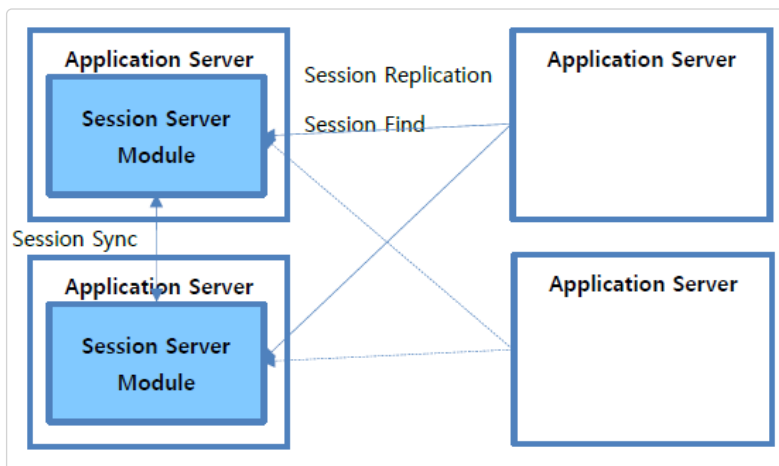 Application Server
Session Server
Module
Session Replication
Session Find
Application Server
Session Sync
Application Server
Session Server
Module
Application Server